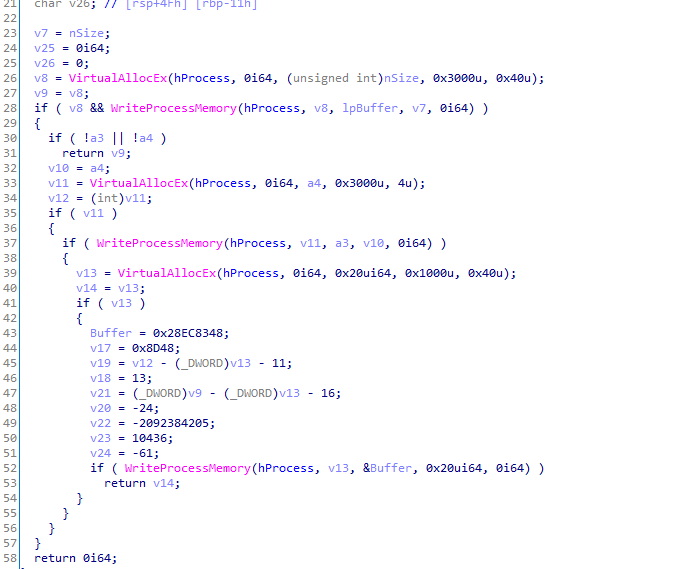 21 char v26; // [rsp+4Fh] [rbp-11h]
22
23 v7 = nSize;
24 v25 = 0i64;
25 v26 = 0;
26 v8 = VirtualAllocEx(hProcess, 0i64, (unsigned int)nSize, 0x3000u, 0x40u);
27 v9 = v8;
28 if ( v8 && WriteProcessMemory(hProcess, v8, lpBuffer, v7, 0i64) )
29 {
30 if ( !a3 || !a4 )
31 return v9;
32 v10 = a4;
33 v11 = VirtualAllocEx(hProcess, 0i64, a4, 0x3000u, 4u);
34 v12 = (int)v11;
35 if ( v11 )
36 {
37 if ( WriteProcessMemory(hProcess, v11, a3, v10, 0i64) )
38 {
39 v13 = VirtualAllocEx(hProcess, 0i64, 0x20ui64, 0x1000u, 0x40u);
40 v14 = v13;
41 if ( v13 )
42 {
43 Buffer = 0x28EC8348;
44 v17 = 0x8D48;
45 v19 = v12 - (_DWORD)v13 - 11;
46 v18 = 13;
47 v21 = (_DWORD)v9 - (_DWORD)v13 - 16;
48 v20 = -24;
49 v22 = -2092384205;
50 v23 = 10436;
51 v24 = -61;
52 if ( WriteProcessMemory(hProcess, v13, &Buffer, 0x20ui64, 0i64) )
53 return v14;
54 }
55 }
56 }
57 }
58 return 0i64;